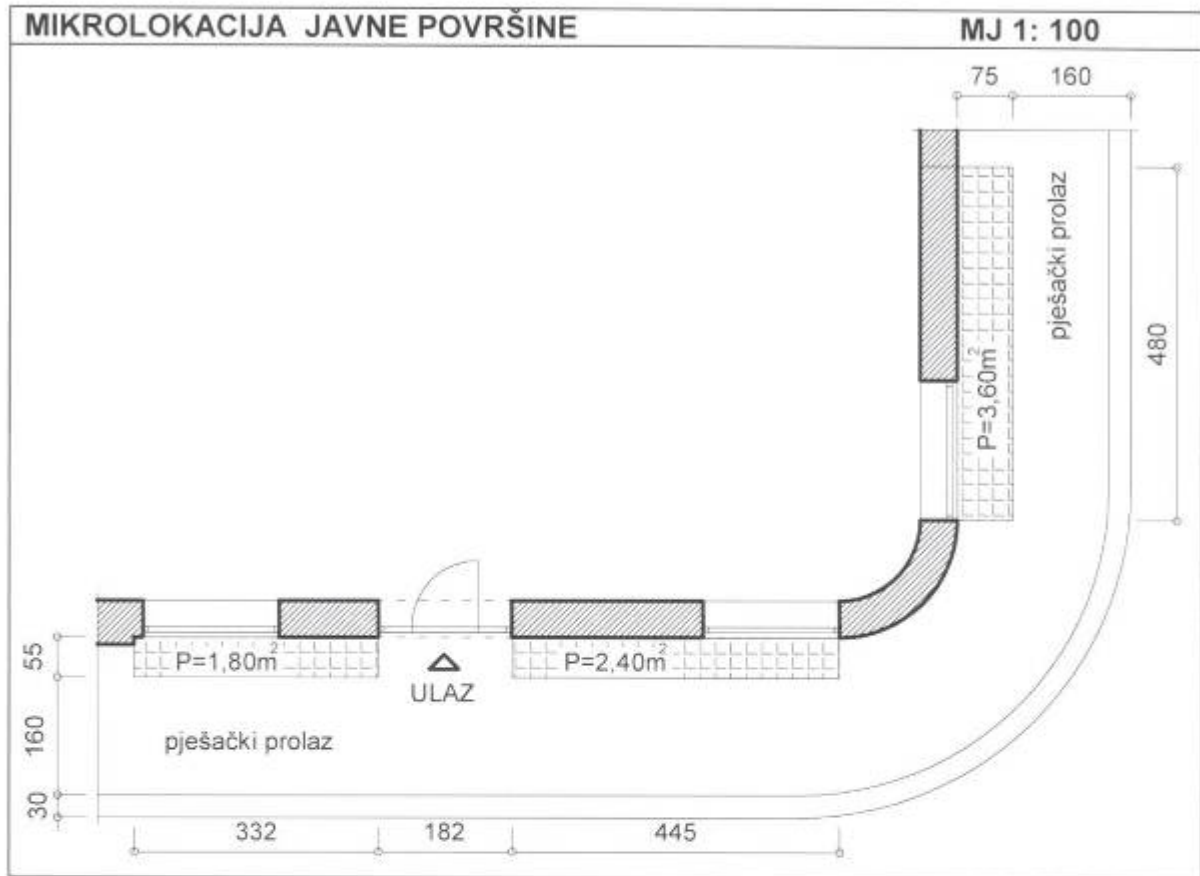 MIKROLOKACIJA JAVNE POVRŠINE MJ 1: 100
75 160
pješački prolaz
480
P=3,60m²
55
P=1,80m²
P=2,40m²
ULAZ
160
pješački prolaz
30
332 182 445